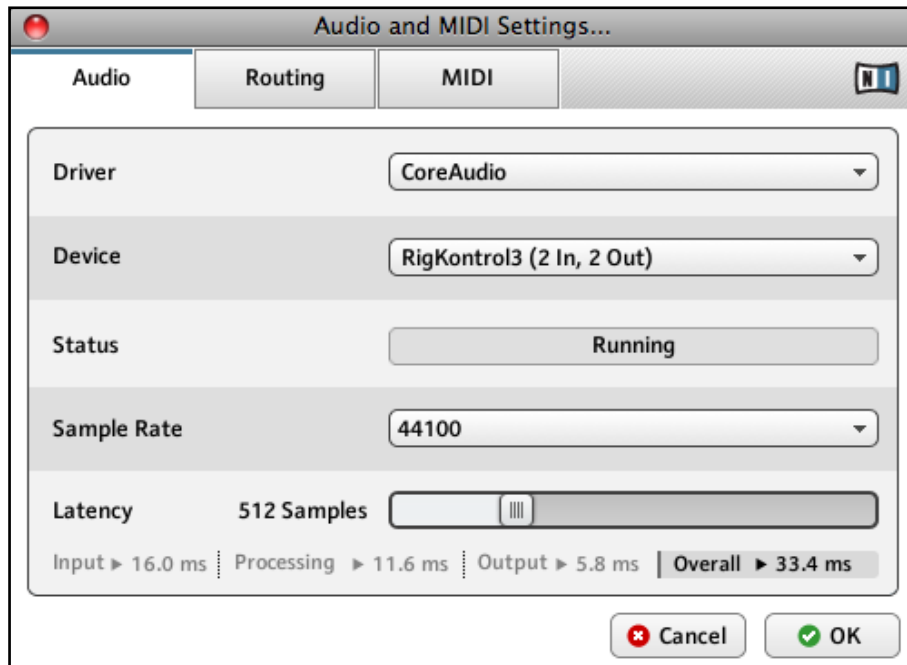 Audio and MIDI Settings...
Audio Routing MIDI NI
Driver CoreAudio
Device RigKontrol3 (2 In, 2 Out)
Status Running
Sample Rate 44100
Latency 512 Samples
Input ▶ 16.0 ms Processing ▶ 11.6 ms Output ▶ 5.8 ms Overall ▶ 33.4 ms
Cancel OK